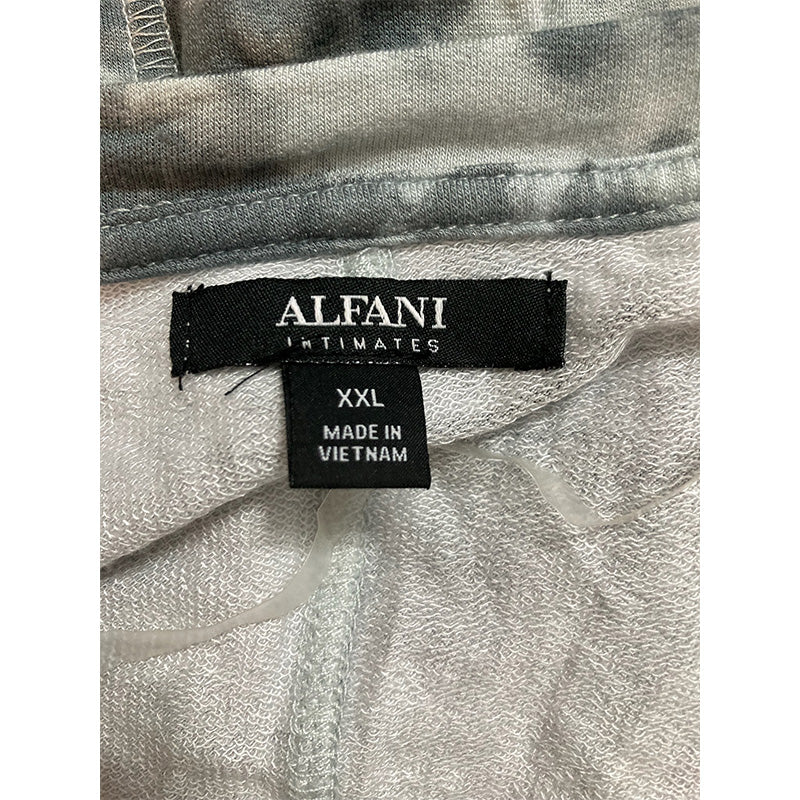 ALFANI
INTIMATES
XXL
MADE IN
VIETNAM